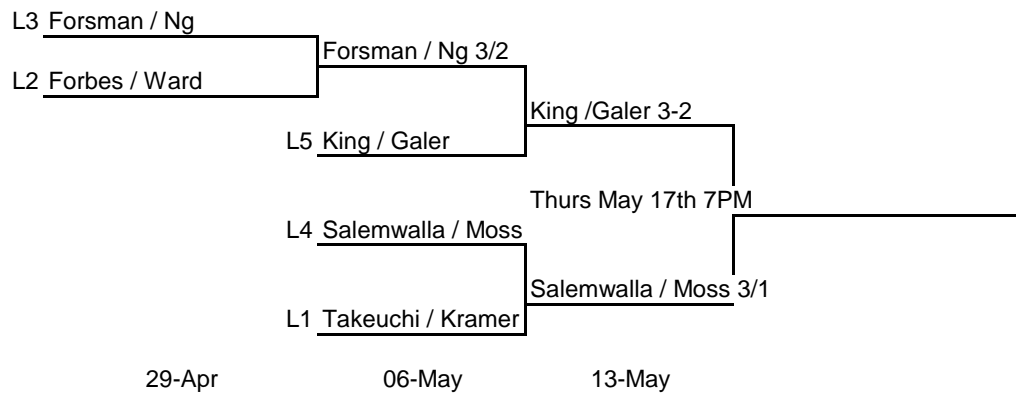 L3 Forsman / Ng
Forsman / Ng 3/2
L2 Forbes / Ward
King /Galer 3-2
L5 King / Galer
Thurs May 17th 7PM
L4 Salemwalla / Moss
Salemwalla / Moss 3/1
L1 Takeuchi / Kramer
29-Apr 06-May 13-May